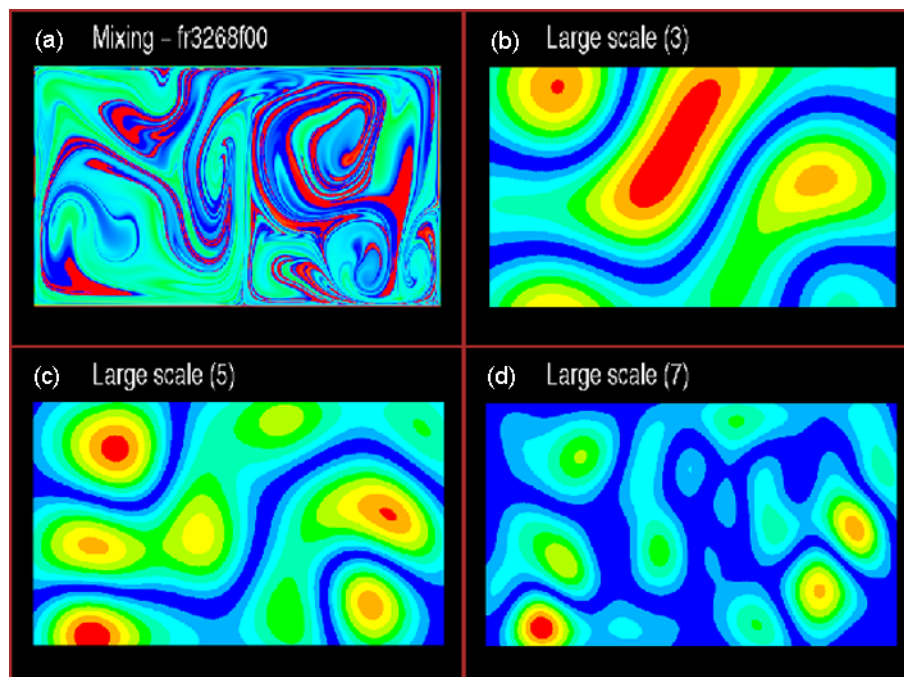 (a) Mixing – fr3268f00
(b) Large scale (3)
(c) Large scale (5)
(d) Large scale (7)